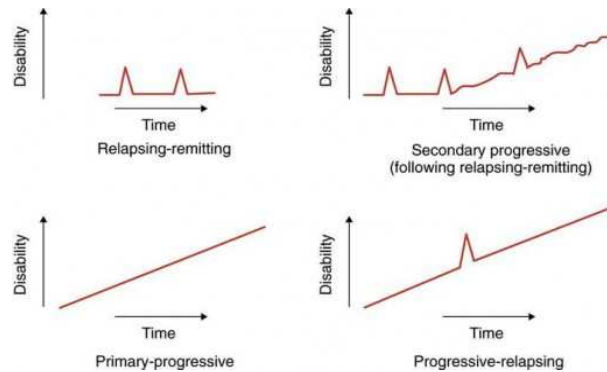 Disability
Time
Relapsing-remitting
Disability
Time
Secondary progressive
(following relapsing-remitting)
Disability
Time
Primary-progressive
Disability
Time
Progressive-relapsing